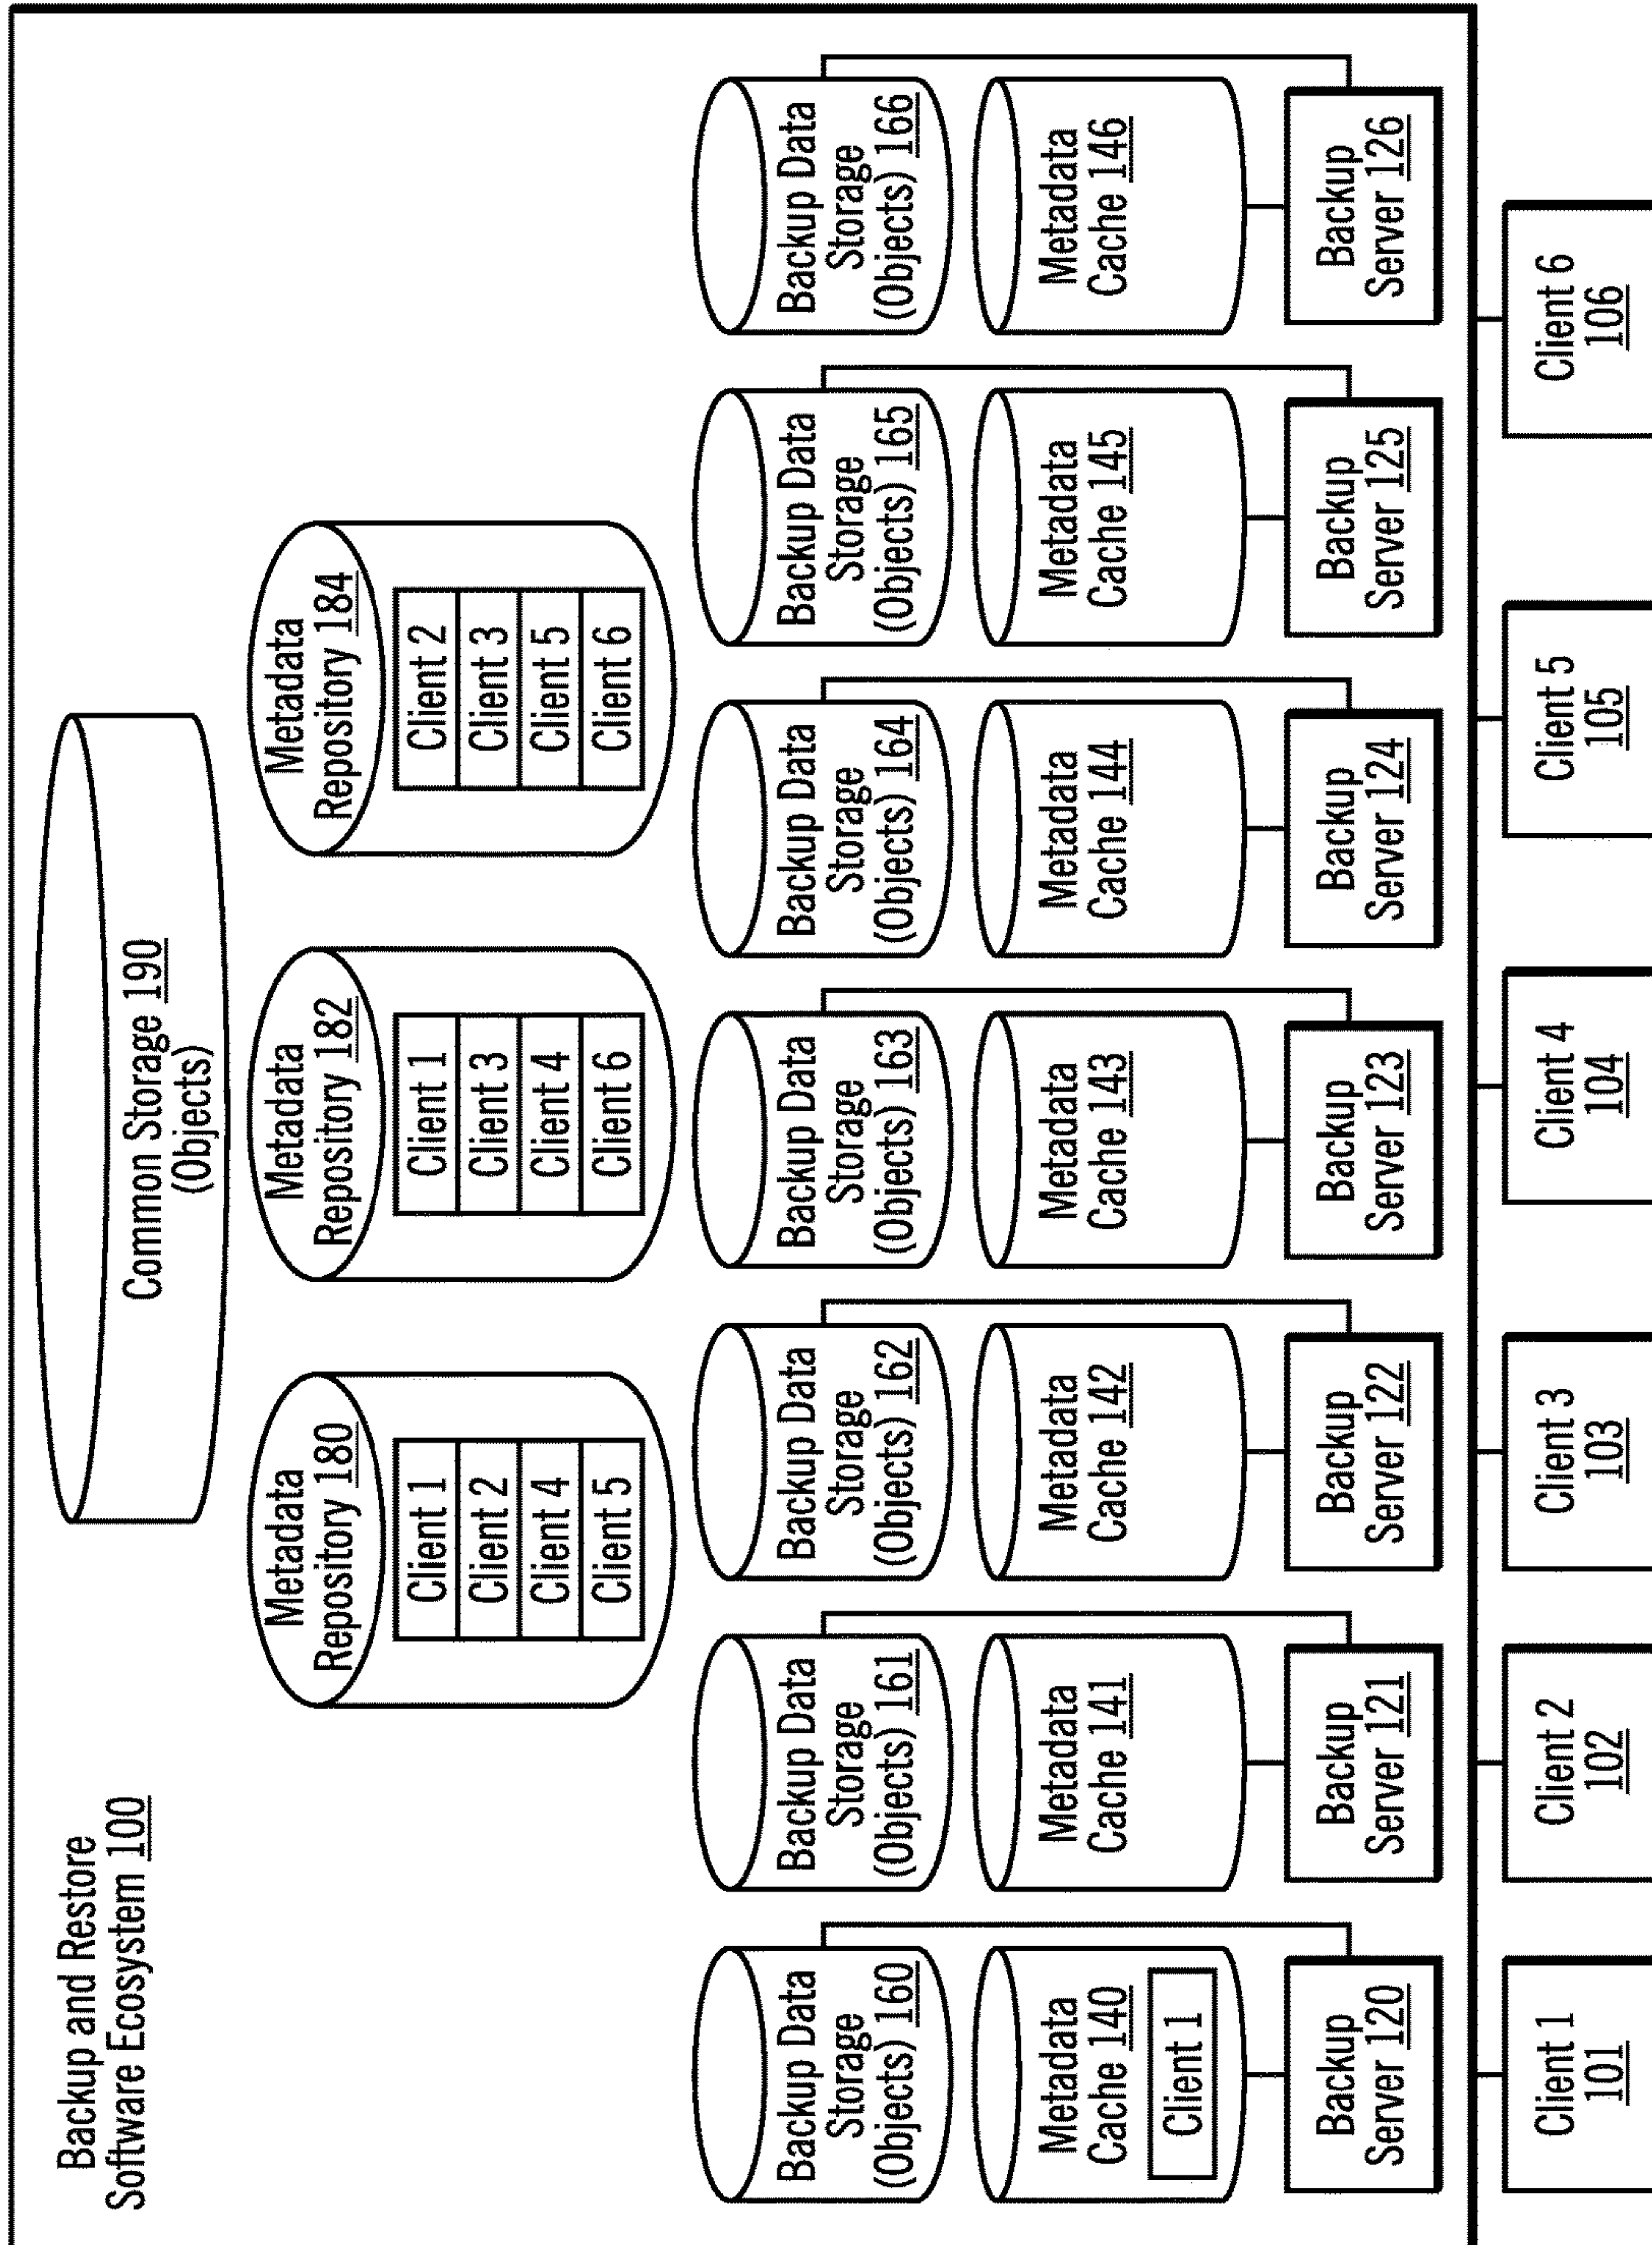 Backup and Restore
Software Ecosystem 100
Common Storage 190
(Objects)
Metadata
Repository 180
Client 1
Client 2
Client 4
Client 5
Metadata
Repository 182
Client 1
Client 3
Client 4
Client 6
Metadata
Repository 184
Client 2
Client 3
Client 5
Client 6
Backup Data
Storage
(Objects) 160
Backup Data
Storage
(Objects) 161
Backup Data
Storage
(Objects) 162
Backup Data
Storage
(Objects) 163
Backup Data
Storage
(Objects) 164
Backup Data
Storage
(Objects) 165
Backup Data
Storage
(Objects) 166
Metadata
Cache 140
Client 1
Metadata
Cache 141
Metadata
Cache 142
Metadata
Cache 143
Metadata
Cache 144
Metadata
Cache 145
Metadata
Cache 146
Backup
Server 120
Backup
Server 121
Backup
Server 122
Backup
Server 123
Backup
Server 124
Backup
Server 125
Backup
Server 126
Client 1
101
Client 2
102
Client 3
103
Client 4
104
Client 5
105
Client 6
106